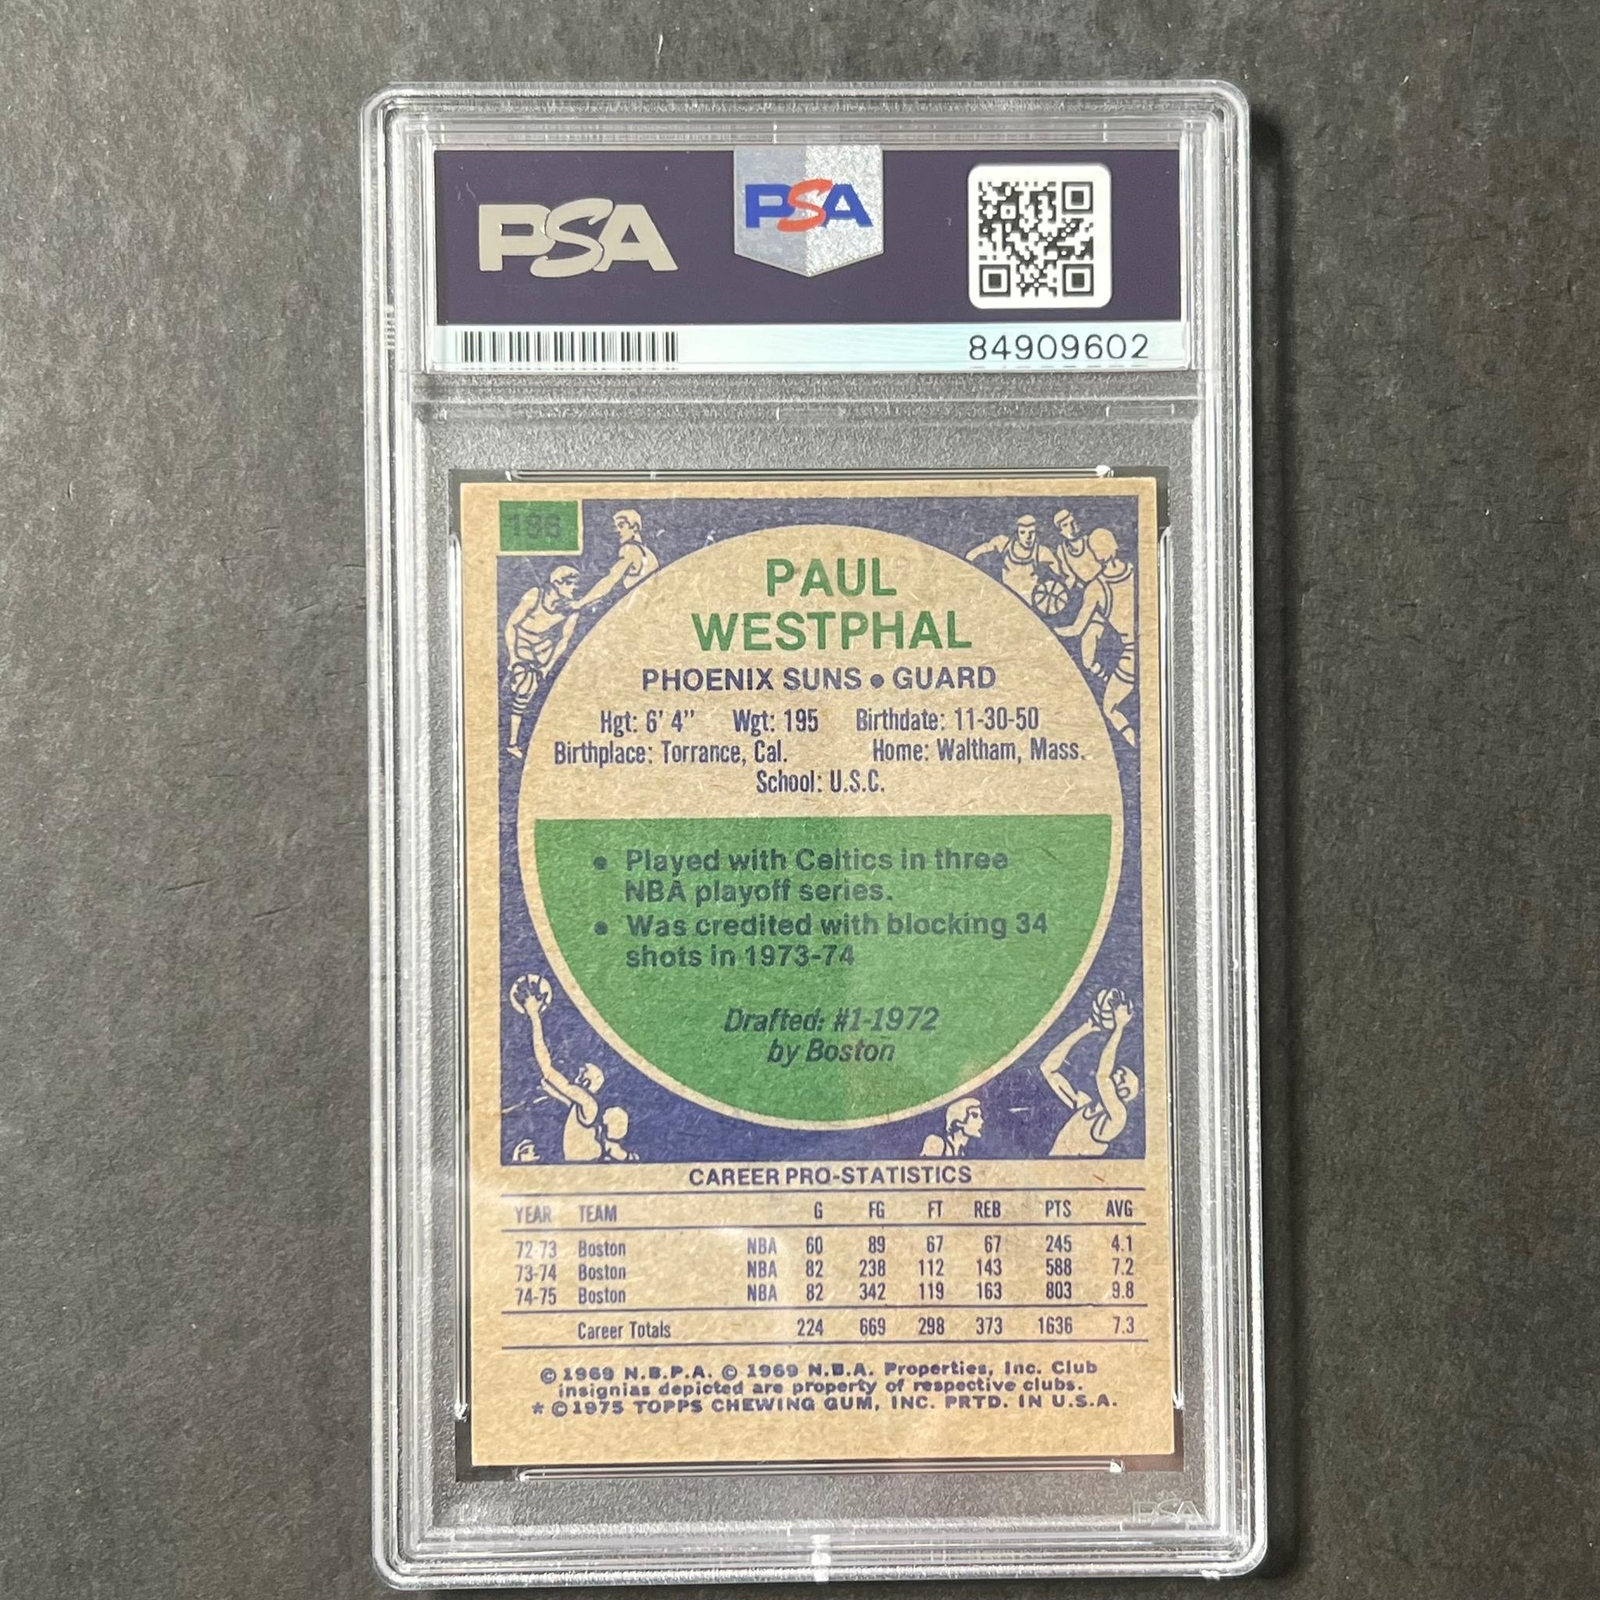 PSA
PSA
84909602
186
PAUL
WESTPHAL
PHOENIX SUNS • GUARD
Hgt: 6' 4" Wgt: 195 Birthdate: 11-30-50
Birthplace: Torrance, Cal. Home: Waltham, Mass.
School: U.S.C.
• Played with Celtics in three
NBA playoff series.
• Was credited with blocking 34
shots in 1973-74
Drafted: #1-1972
by Boston
CAREER PRO-STATISTICS
YEAR TEAM G FG FT REB PTS AVG
72-73 Boston NBA 60 89 67 67 245 4.1
73-74 Boston NBA 82 238 112 143 588 7.2
74-75 Boston NBA 82 342 119 163 803 9.8
Career Totals 224 669 298 373 1636 7.3
© 1969 N.B.P.A. © 1969 N.B.A. Properties, Inc. Club
insignias depicted are property of respective clubs.
* © 1975 TOPPS CHEWING GUM, INC. PRTD. IN U.S.A.
PSA